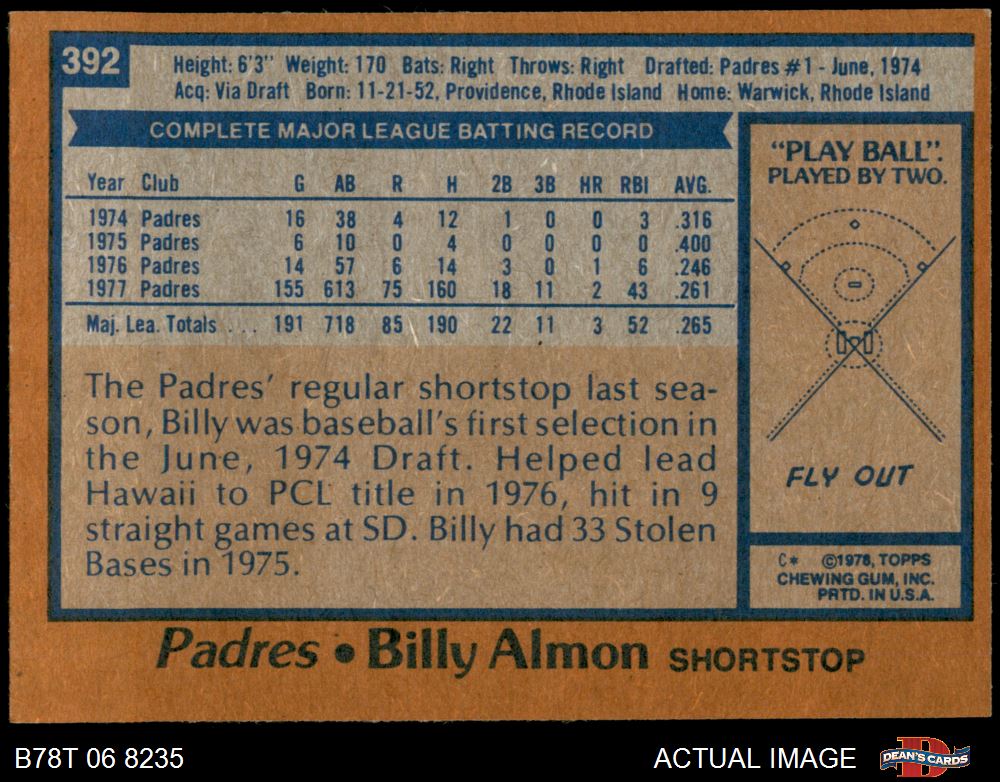 392
Height: 6'3" Weight: 170 Bats: Right Throws: Right Drafted: Padres #1 - June, 1974
Acq: Via Draft Born: 11-21-52, Providence, Rhode Island Home: Warwick, Rhode Island
COMPLETE MAJOR LEAGUE BATTING RECORD
Year Club G AB R H 2B 3B HR RBI AVG.
1974 Padres 16 38 4 12 1 0 0 3 .316
1975 Padres 6 10 0 4 0 0 0 0 .400
1976 Padres 14 57 6 14 3 0 1 6 .246
1977 Padres 155 613 75 160 18 11 2 43 .261
Maj. Lea. Totals . . . 191 718 85 190 22 11 3 52 .265
The Padres' regular shortstop last sea-
son, Billy was baseball's first selection in
the June, 1974 Draft. Helped lead
Hawaii to PCL title in 1976, hit in 9
straight games at SD. Billy had 33 Stolen
Bases in 1975.
"PLAY BALL".
PLAYED BY TWO.
FLY OUT
C* ©1978, TOPPS
CHEWING GUM, INC.
PRTD. IN U.S.A.
Padres • Billy Almon SHORTSTOP
B78T 06 8235
ACTUAL IMAGE
DEAN'S CARDS